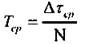 T_ср = Δτ_ср / N